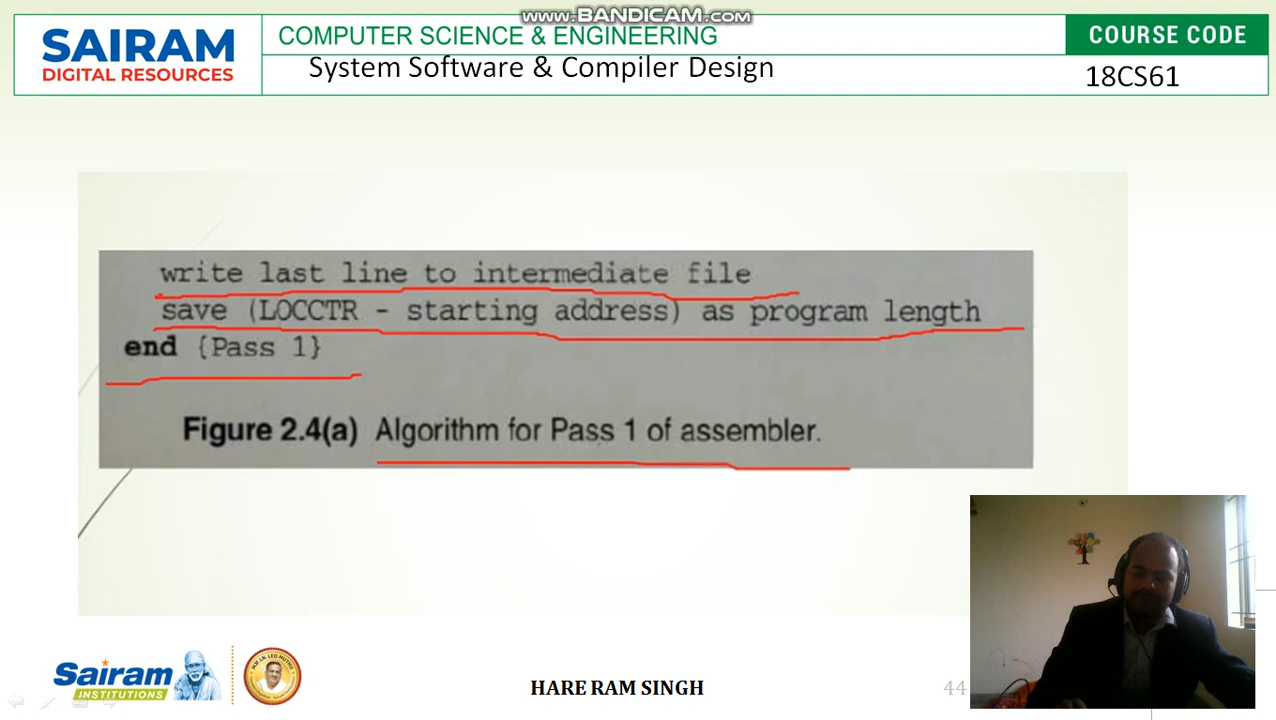 www.BANDICAM.com
SAIRAM
DIGITAL RESOURCES
COMPUTER SCIENCE & ENGINEERING
COURSE CODE
System Software & Compiler Design
18CS61
write last line to intermediate file
save (LOCCTR - starting address) as program length
end {Pass 1}
Figure 2.4(a) Algorithm for Pass 1 of assembler.
Sairam
INSTITUTIONS
HARE RAM SINGH
44